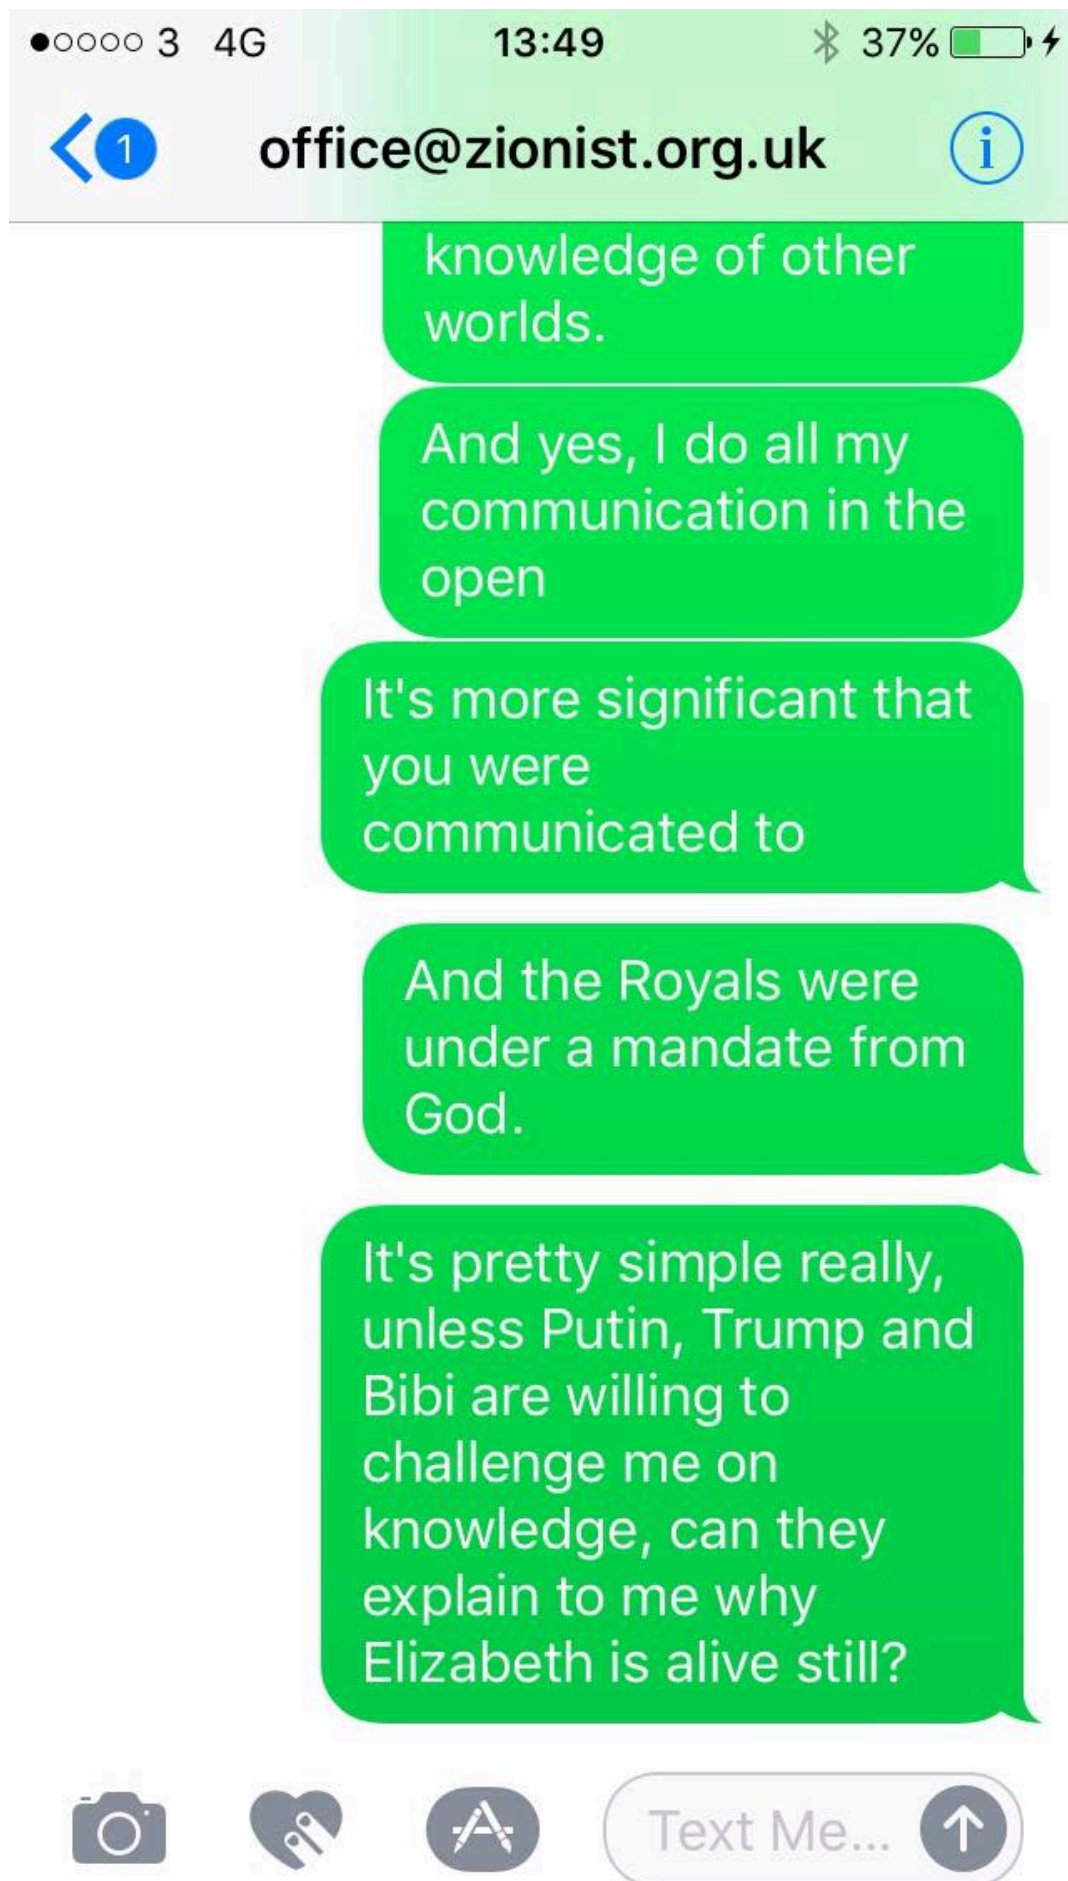 3 4G 13:49 37%
1 office@zionist.org.uk i
knowledge of other
worlds.
And yes, I do all my
communication in the
open
It's more significant that
you were
communicated to
And the Royals were
under a mandate from
God.
It's pretty simple really,
unless Putin, Trump and
Bibi are willing to
challenge me on
knowledge, can they
explain to me why
Elizabeth is alive still?
Text Me...